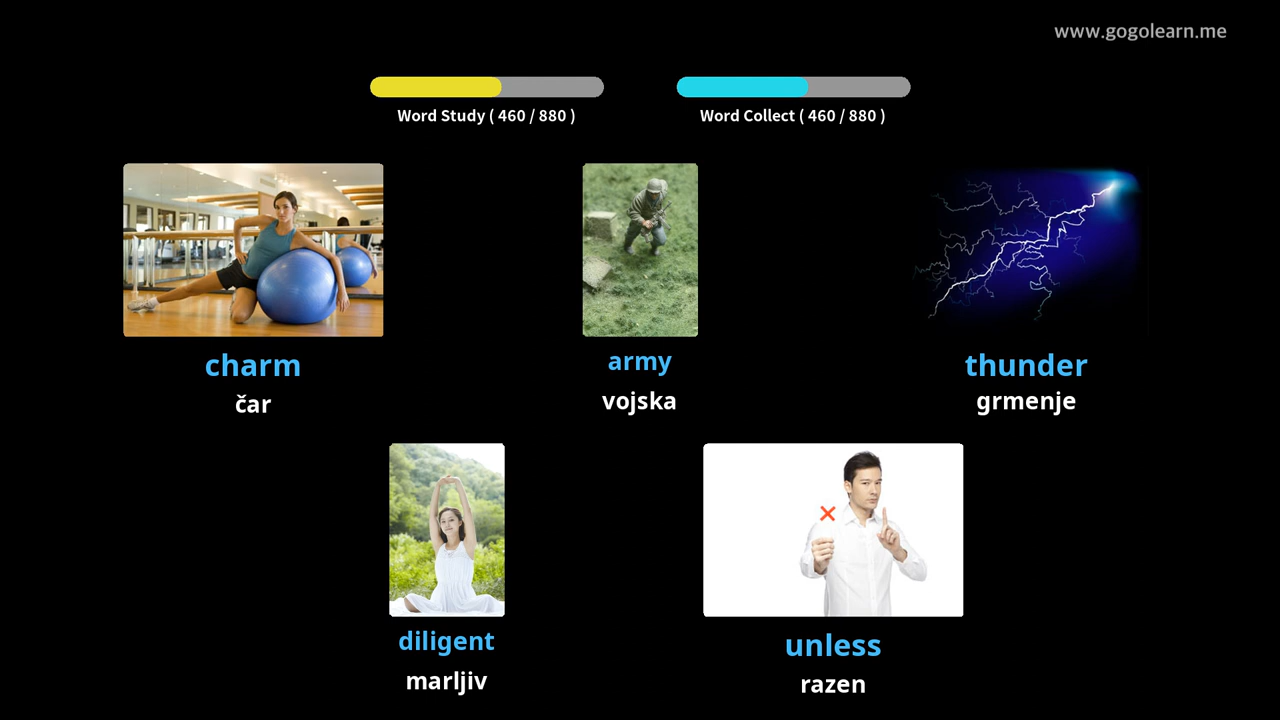 www.gogolearn.me
Word Study ( 460 / 880 )
Word Collect ( 460 / 880 )
charm
čar
army
vojska
thunder
grmenje
diligent
marljiv
unless
razen